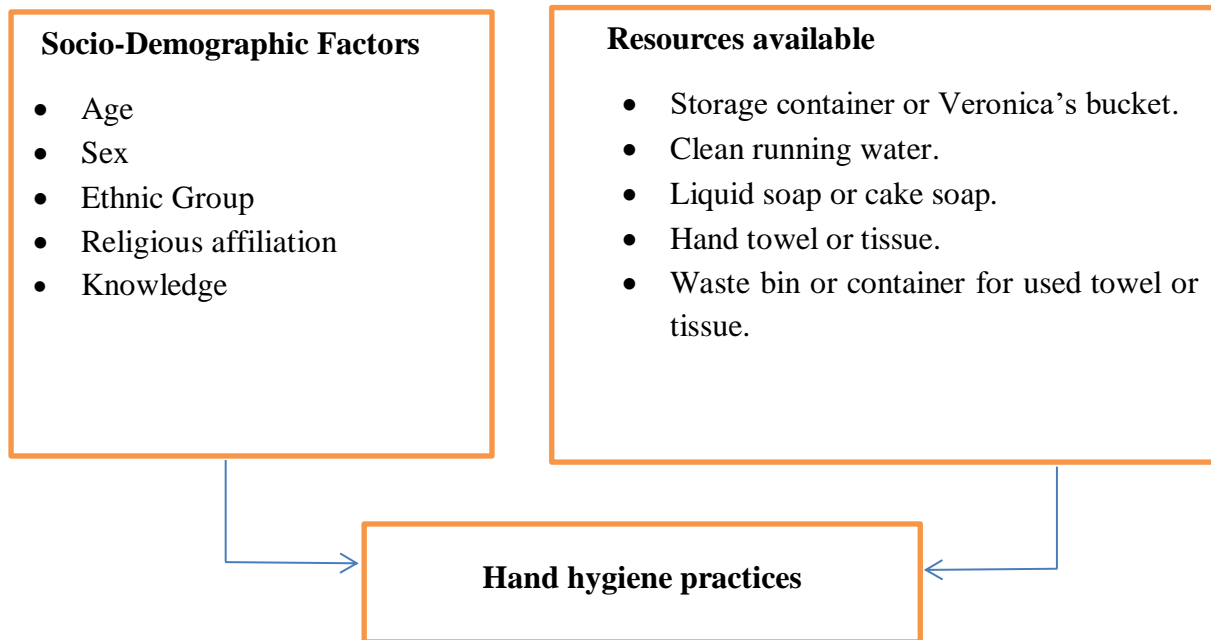 Socio-Demographic Factors
• Age
• Sex
• Ethnic Group
• Religious affiliation
• Knowledge
Resources available
• Storage container or Veronica’s bucket.
• Clean running water.
• Liquid soap or cake soap.
• Hand towel or tissue.
• Waste bin or container for used towel or
tissue.
Hand hygiene practices